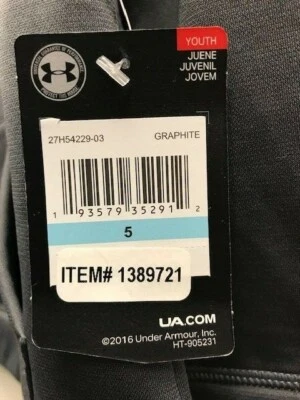 YOUTH
JUENE
JUVENIL
JOVEM
27H54229-03 GRAPHITE
1 93579 35291 2
5
ITEM# 1389721
UA.COM
©2016 Under Armour, Inc.
HT-905231